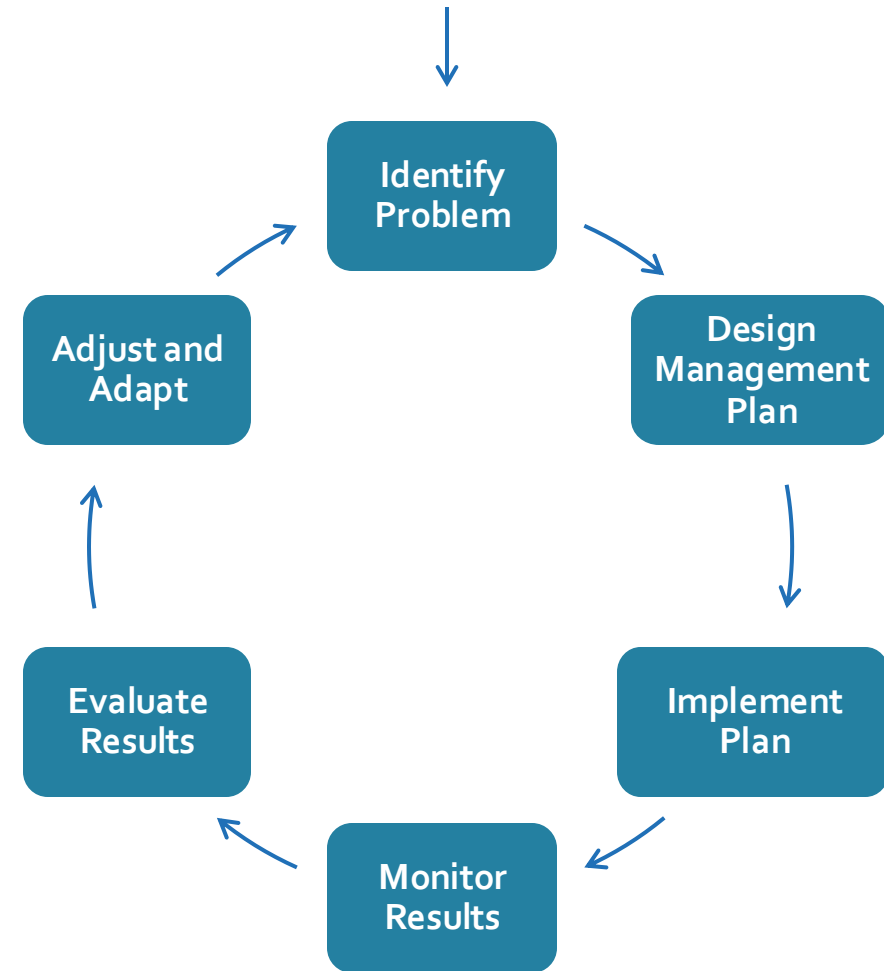 Identify
Problem
Design
Management
Plan
Implement
Plan
Monitor
Results
Evaluate
Results
Adjust and
Adapt